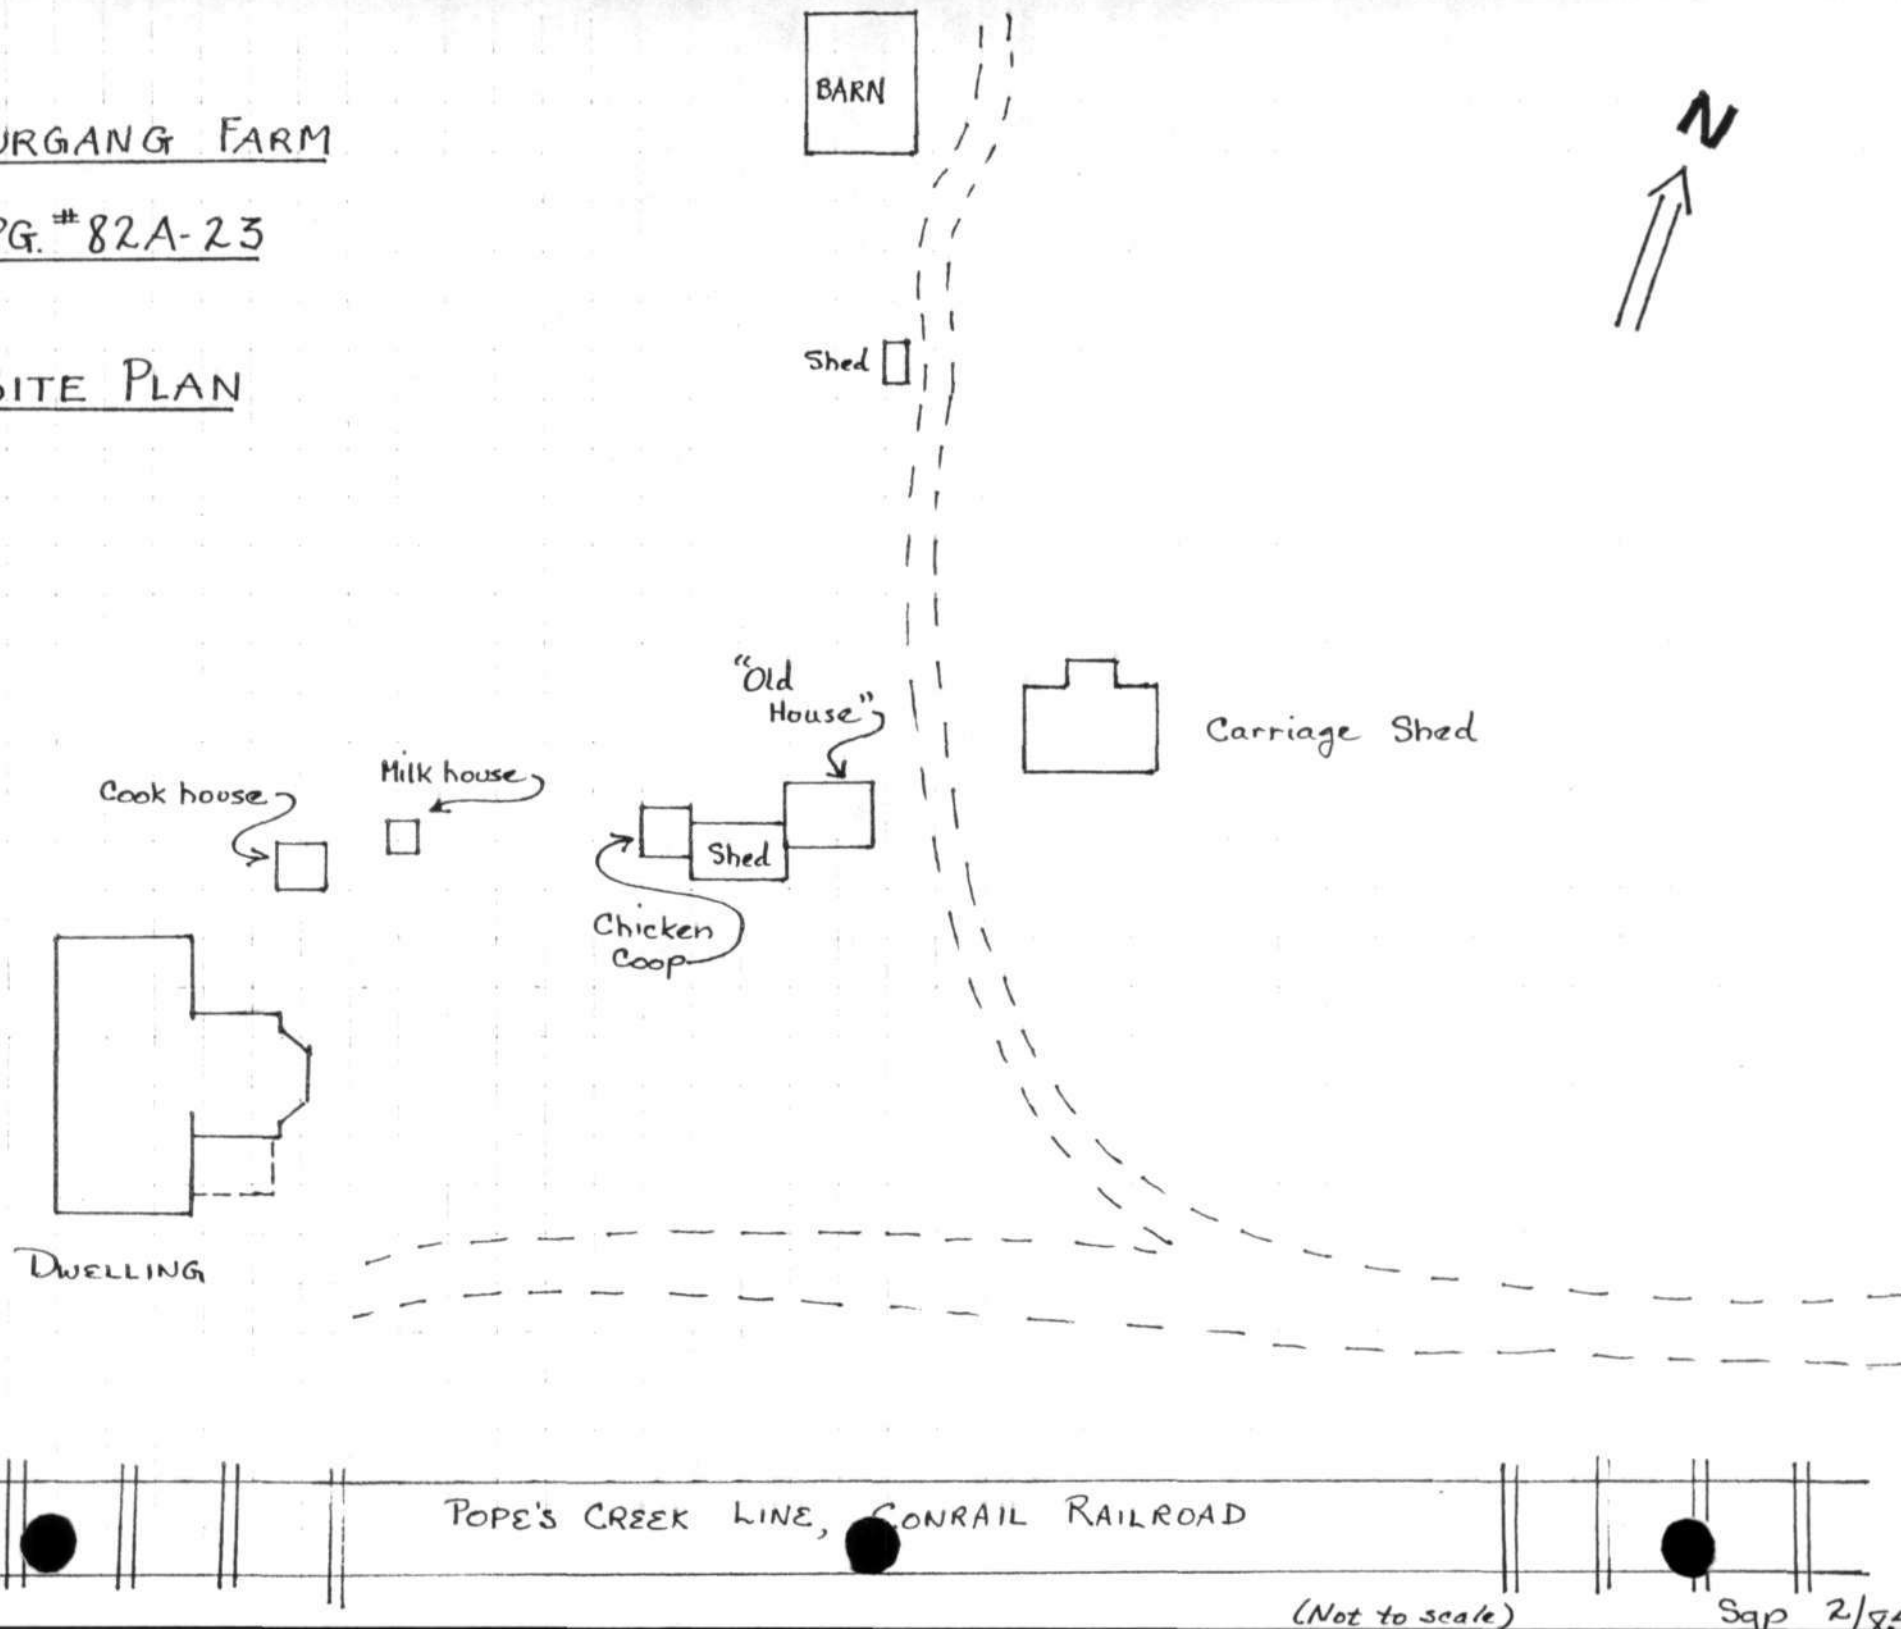 URGANG FARM
PG. #82A-23
SITE PLAN
BARN
N
Shed
"Old
House"
Carriage Shed
Milk house
Cook house
Shed
Chicken
Coop
DWELLING
POPE'S CREEK LINE, CONRAIL RAILROAD
(Not to scale)
Sqp 2/84